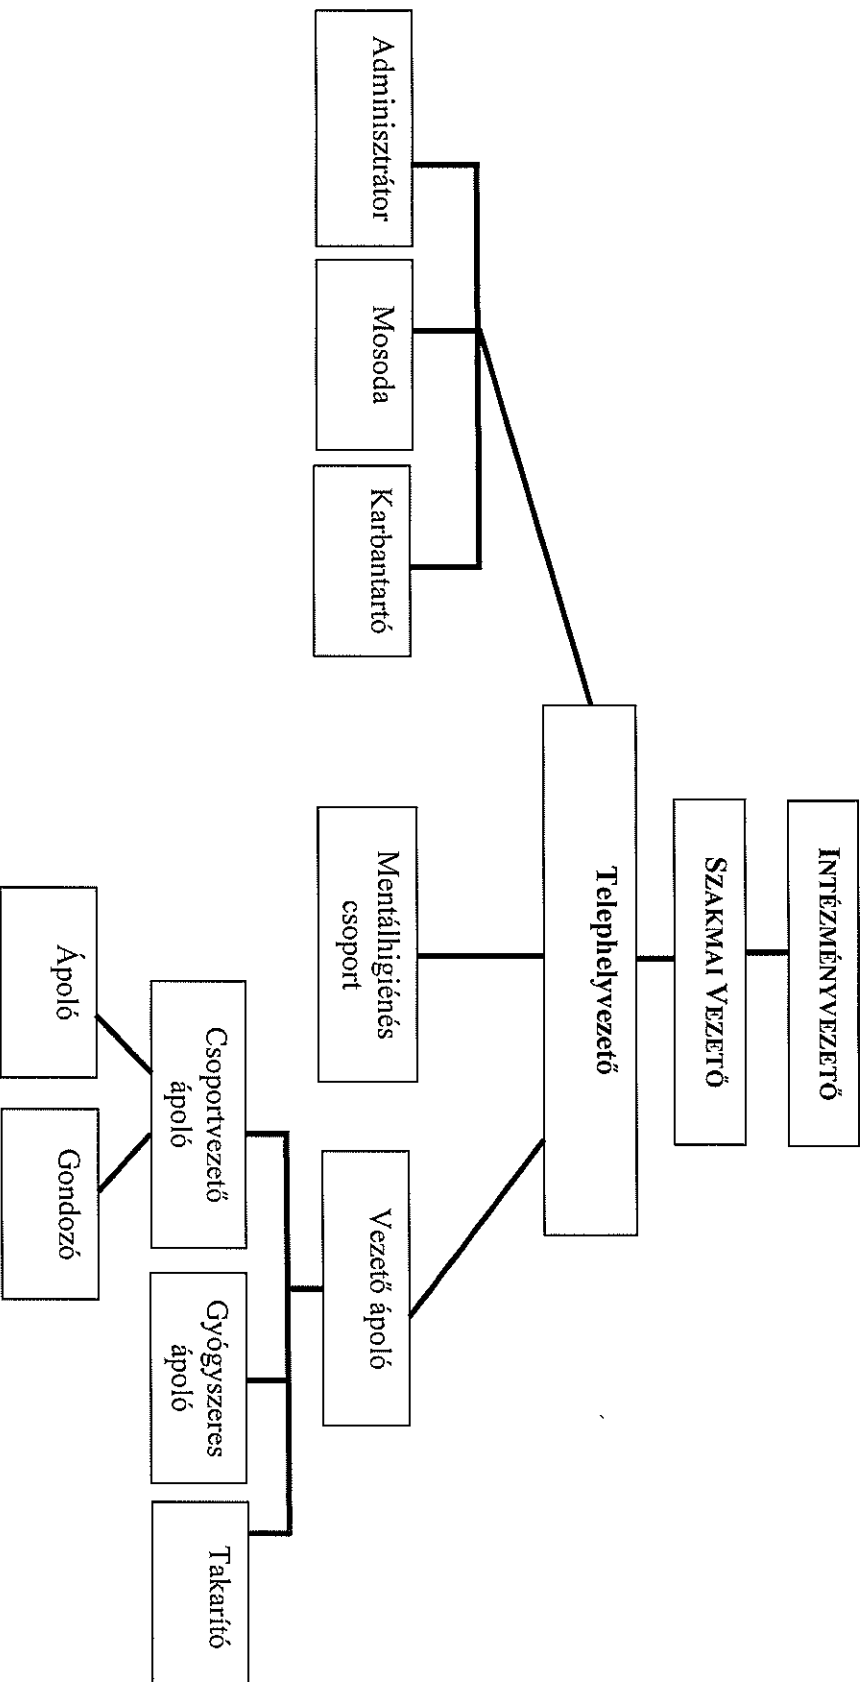 INTÉZMÉNYVEZETŐ
SZAKMAI VEZETŐ
Telephelyvezető
Adminisztrátor
Mosoda
Karbantartó
Mentálhigiénés
csoport
Vezető ápoló
Csoportvezető
ápoló
Gyógyszeres
ápoló
Takarító
Ápoló
Gondozó